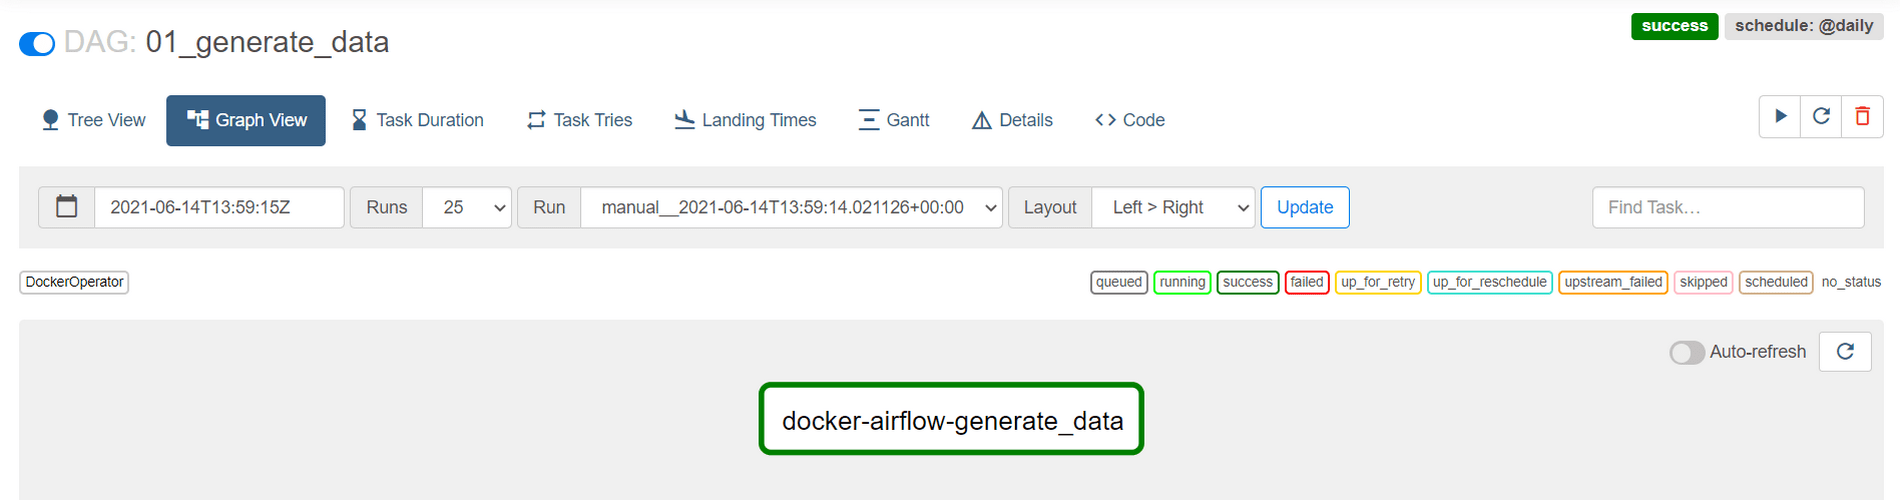 success schedule: @daily
DAG: 01_generate_data
Tree View Graph View Task Duration Task Tries Landing Times Gantt Details Code
2021-06-14T13:59:15Z Runs 25 Run manual__2021-06-14T13:59:14.021126+00:00 Layout Left > Right Update Find Task...
DockerOperator queued running success failed up_for_retry up_for_reschedule upstream_failed skipped scheduled no_status
Auto-refresh
docker-airflow-generate_data